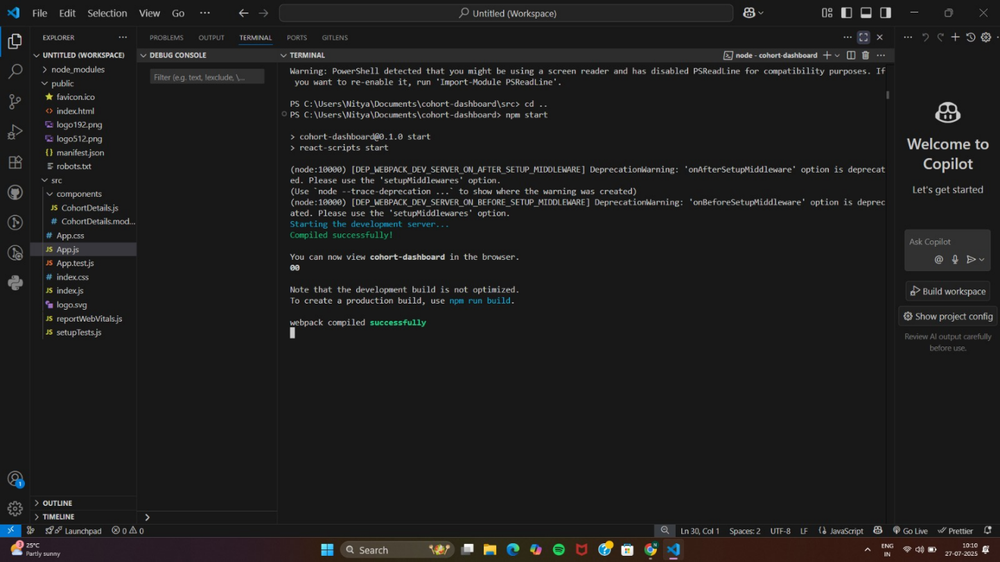 File Edit Selection View Go ···
Untitled (Workspace)
EXPLORER ···
UNTITLED (WORKSPACE)
node_modules
public
favicon.ico
index.html
logo192.png
logo512.png
manifest.json
robots.txt
src
components
JS CohortDetails.js
# CohortDetails.mod...
# App.css
JS App.js
JS App.test.js
# index.css
JS index.js
logo.svg
JS reportWebVitals.js
JS setupTests.js
OUTLINE
TIMELINE
PROBLEMS OUTPUT TERMINAL PORTS GITLENS
DEBUG CONSOLE
Filter (e.g. text, !exclude, \...
TERMINAL
node - cohort-dashboard
Warning: PowerShell detected that you might be using a screen reader and has disabled PSReadLine for compatibility purposes. If
you want to re-enable it, run 'Import-Module PSReadLine'.
PS C:\Users\Nitya\Documents\cohort-dashboard\src> cd ..
PS C:\Users\Nitya\Documents\cohort-dashboard> npm start
> cohort-dashboard@0.1.0 start
> react-scripts start
(node:10000) [DEP_WEBPACK_DEV_SERVER_ON_AFTER_SETUP_MIDDLEWARE] DeprecationWarning: 'onAfterSetupMiddleware' option is deprecat
ed. Please use the 'setupMiddlewares' option.
(Use `node --trace-deprecation ...` to show where the warning was created)
(node:10000) [DEP_WEBPACK_DEV_SERVER_ON_BEFORE_SETUP_MIDDLEWARE] DeprecationWarning: 'onBeforeSetupMiddleware' option is deprec
ated. Please use the 'setupMiddlewares' option.
Starting the development server...
Compiled successfully!
You can now view cohort-dashboard in the browser.
00
Note that the development build is not optimized.
To create a production build, use npm run build.
webpack compiled successfully
Welcome to
Copilot
Let's get started
Ask Copilot
Build workspace
Show project config
Review AI output carefully
before use.
Launchpad 0 0
Ln 30, Col 1 Spaces: 2 UTF-8 LF JavaScript Go Live Prettier
1
3
25°C
Partly sunny
Search
ENG
IN
10:10
27-07-2025